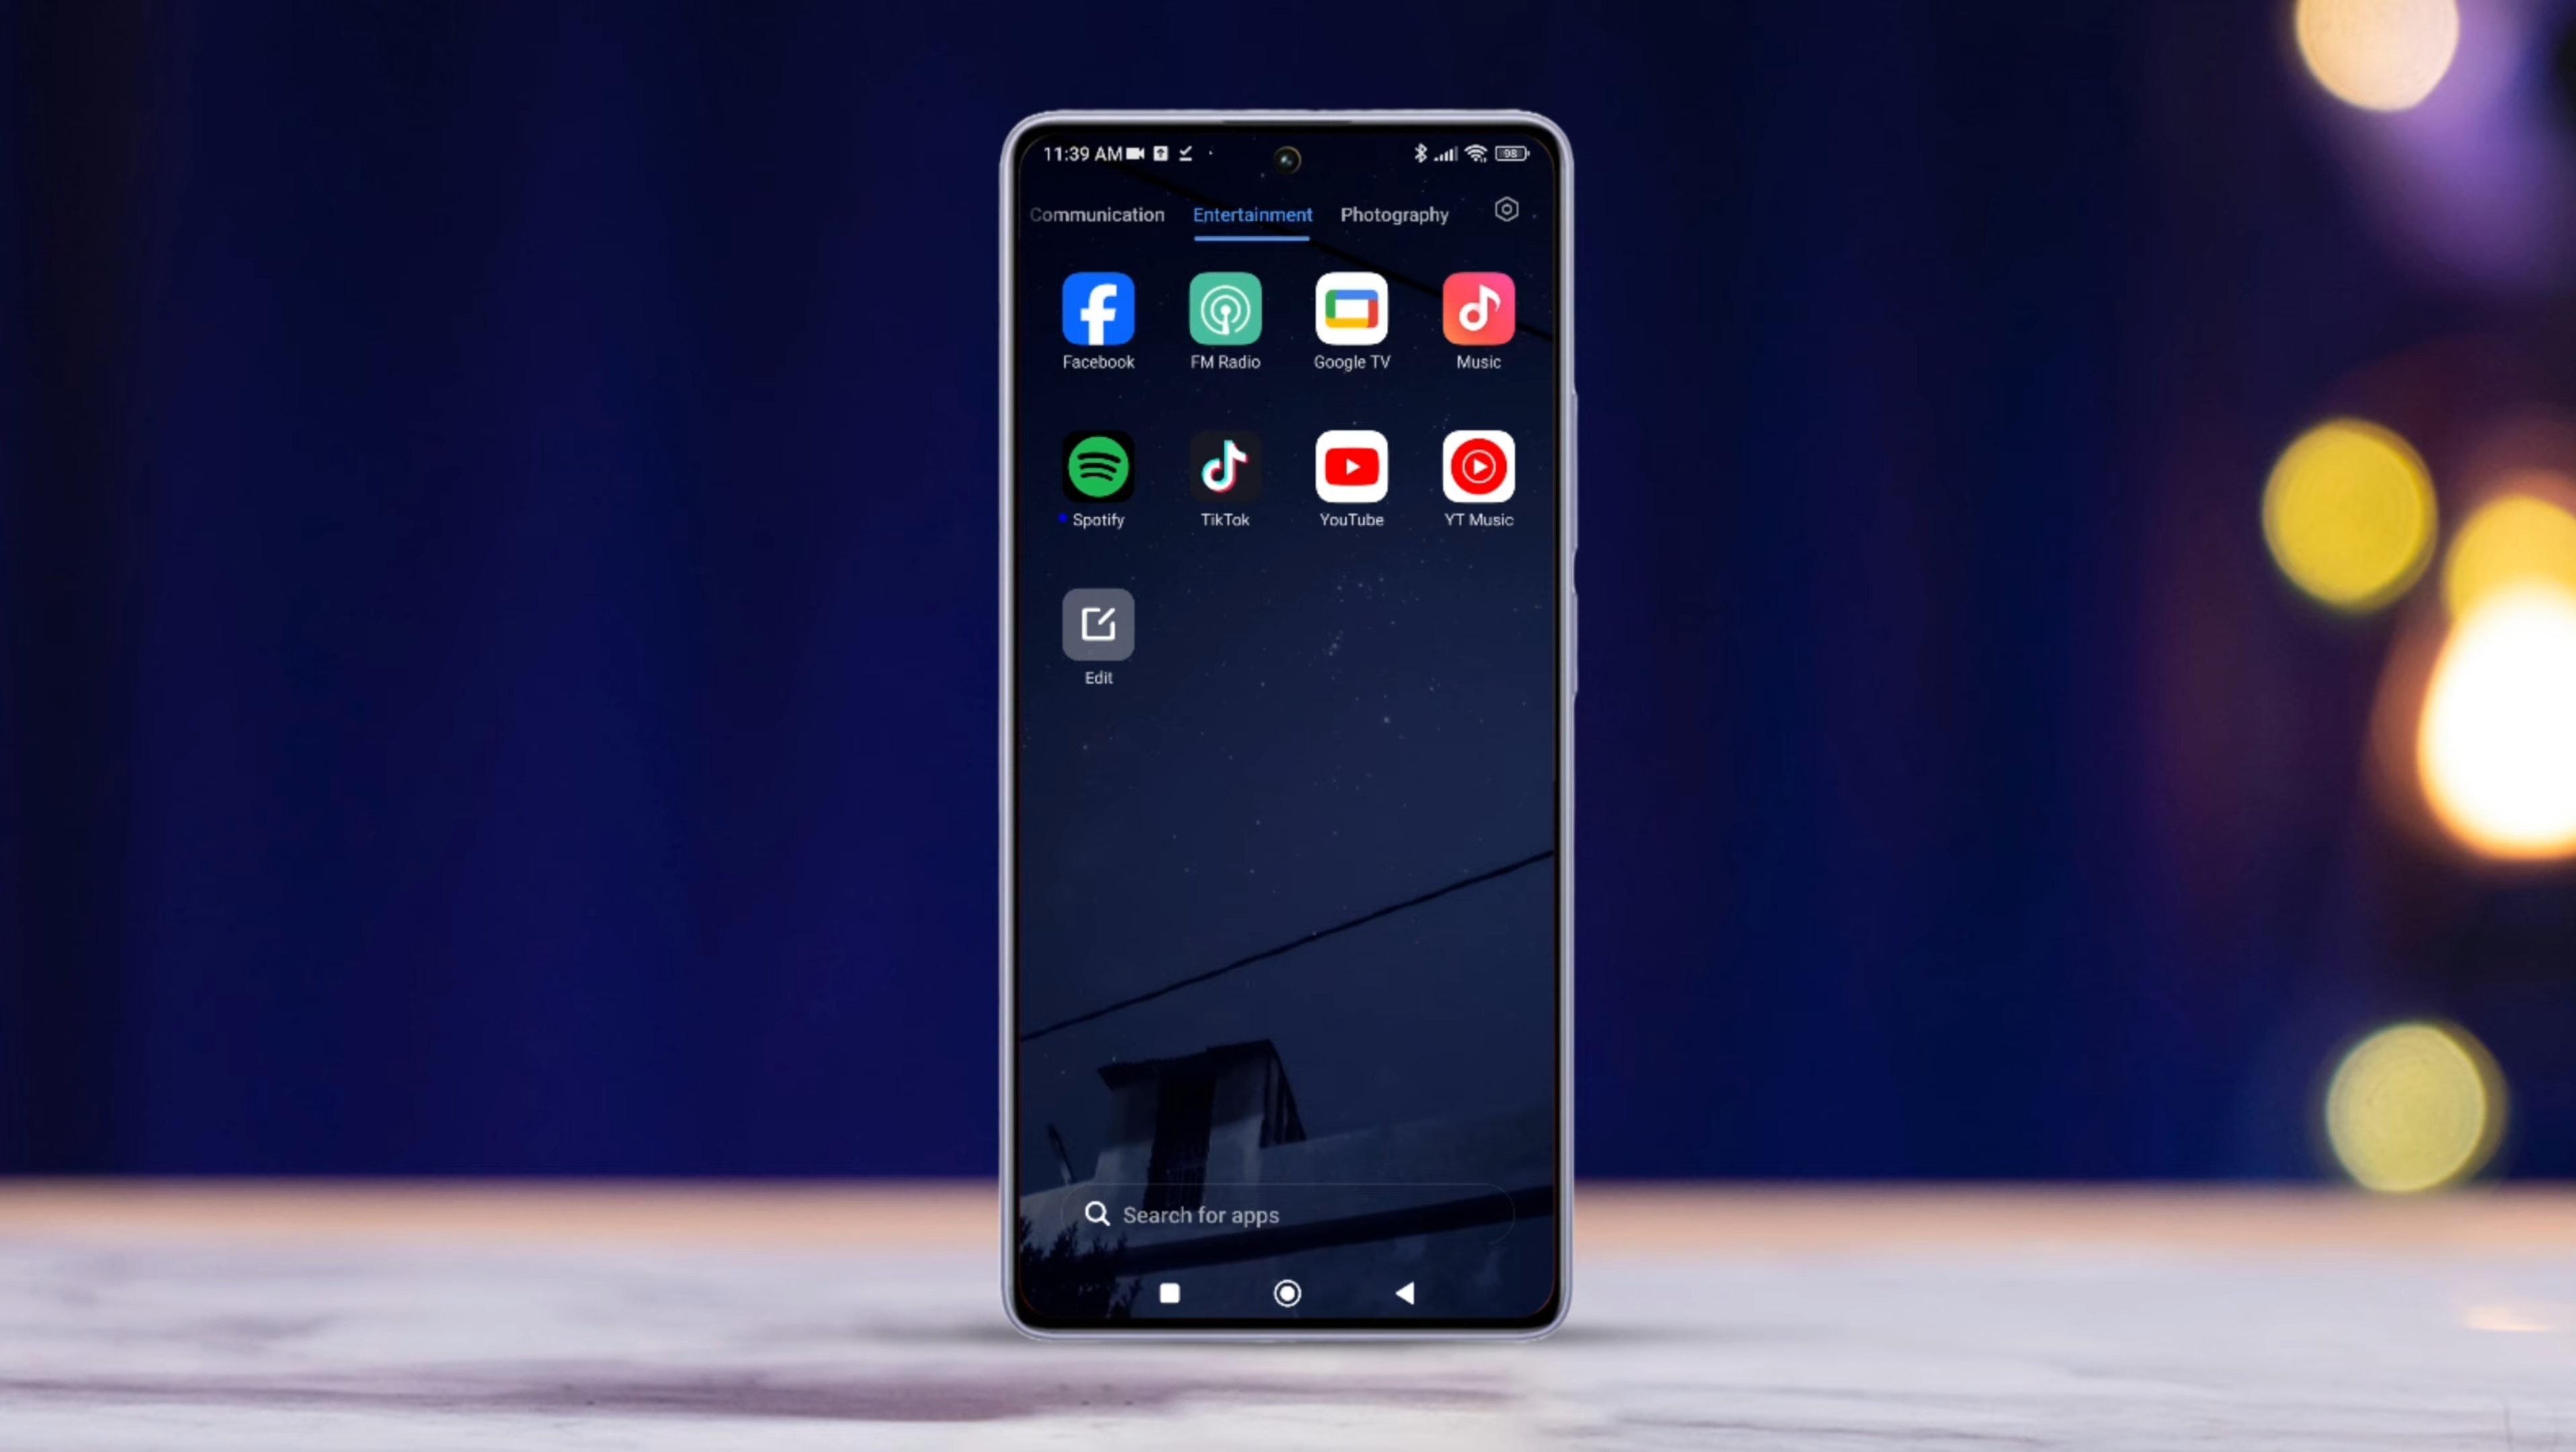 11:39 AM 98
Communication Entertainment Photography
Facebook FM Radio Google TV Music
Spotify TikTok YouTube YT Music
Edit
Search for apps